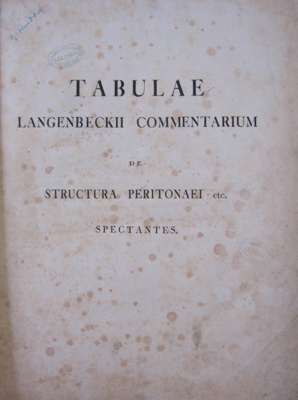 TABULAE
LANGENBECKII COMMENTARIUM
DE
STRUCTURA PERITONAEI etc.
SPECTANTES.